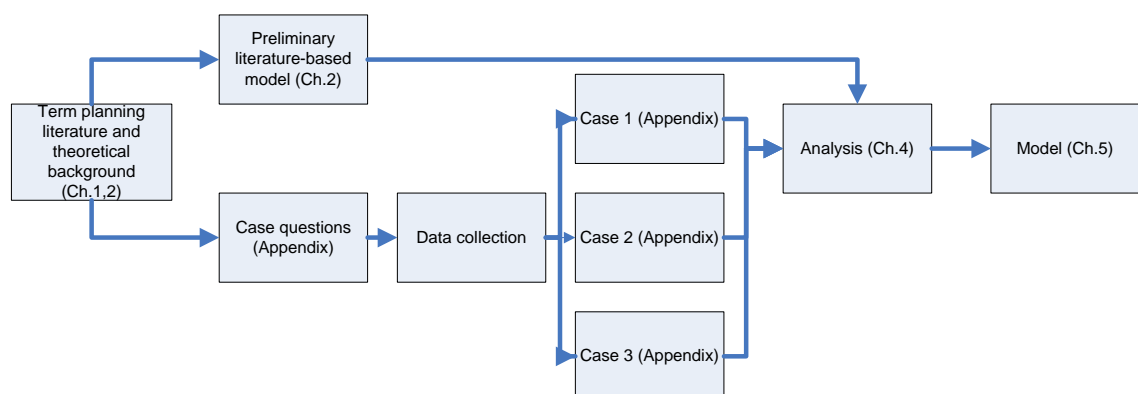 Preliminary
literature-based
model (Ch.2)
Term planning
literature and
theoretical
background
(Ch.1,2)
Case questions
(Appendix)
Data collection
Case 1 (Appendix)
Case 2 (Appendix)
Case 3 (Appendix)
Analysis (Ch.4)
Model (Ch.5)